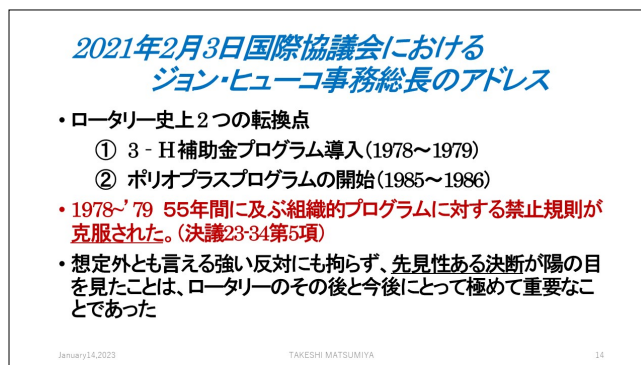 2021年2月3日国際協議会における
ジョン・ヒューコ事務総長のアドレス
• ロータリー史上2つの転換点
① 3‐H補助金プログラム導入(1978～1979)
② ポリオプラスプログラムの開始(1985～1986)
• 1978~’79 55年間に及ぶ組織的プログラムに対する禁止規則が
克服された。(決議23-34第5項)
• 想定外とも言える強い反対にも拘らず、先見性ある決断が陽の目
を見たことは、ロータリーのその後と今後にとって極めて重要なこ
とであった
January14,2023 TAKESHI MATSUMIYA 14